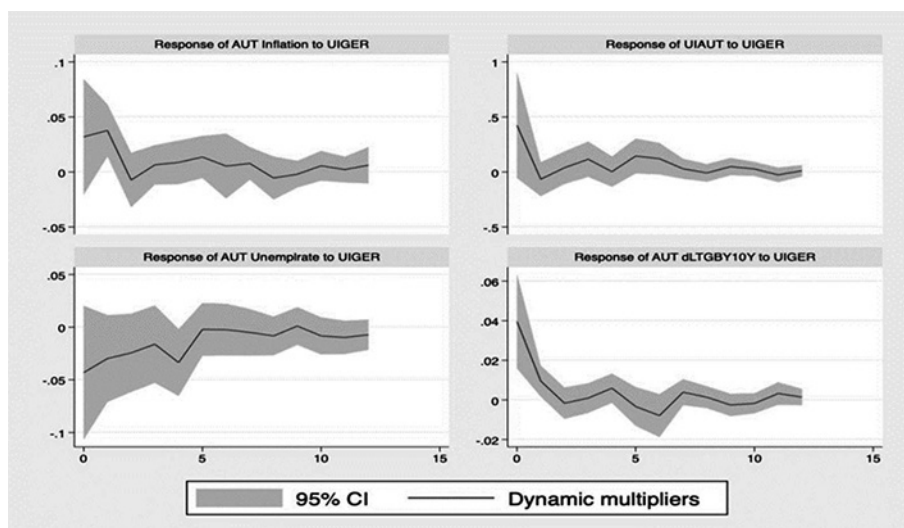 Response of AUT Inflation to UIGER
Response of UIAUT to UIGER
.1
.05
0
-.05
1
.5
0
-.5
Response of AUT Unemplrate to UIGER
Response of AUT dLTGBY10Y to UIGER
.05
0
-.05
-.1
.06
.04
.02
0
-.02
0 5 10 15
0 5 10 15
95% CI Dynamic multipliers